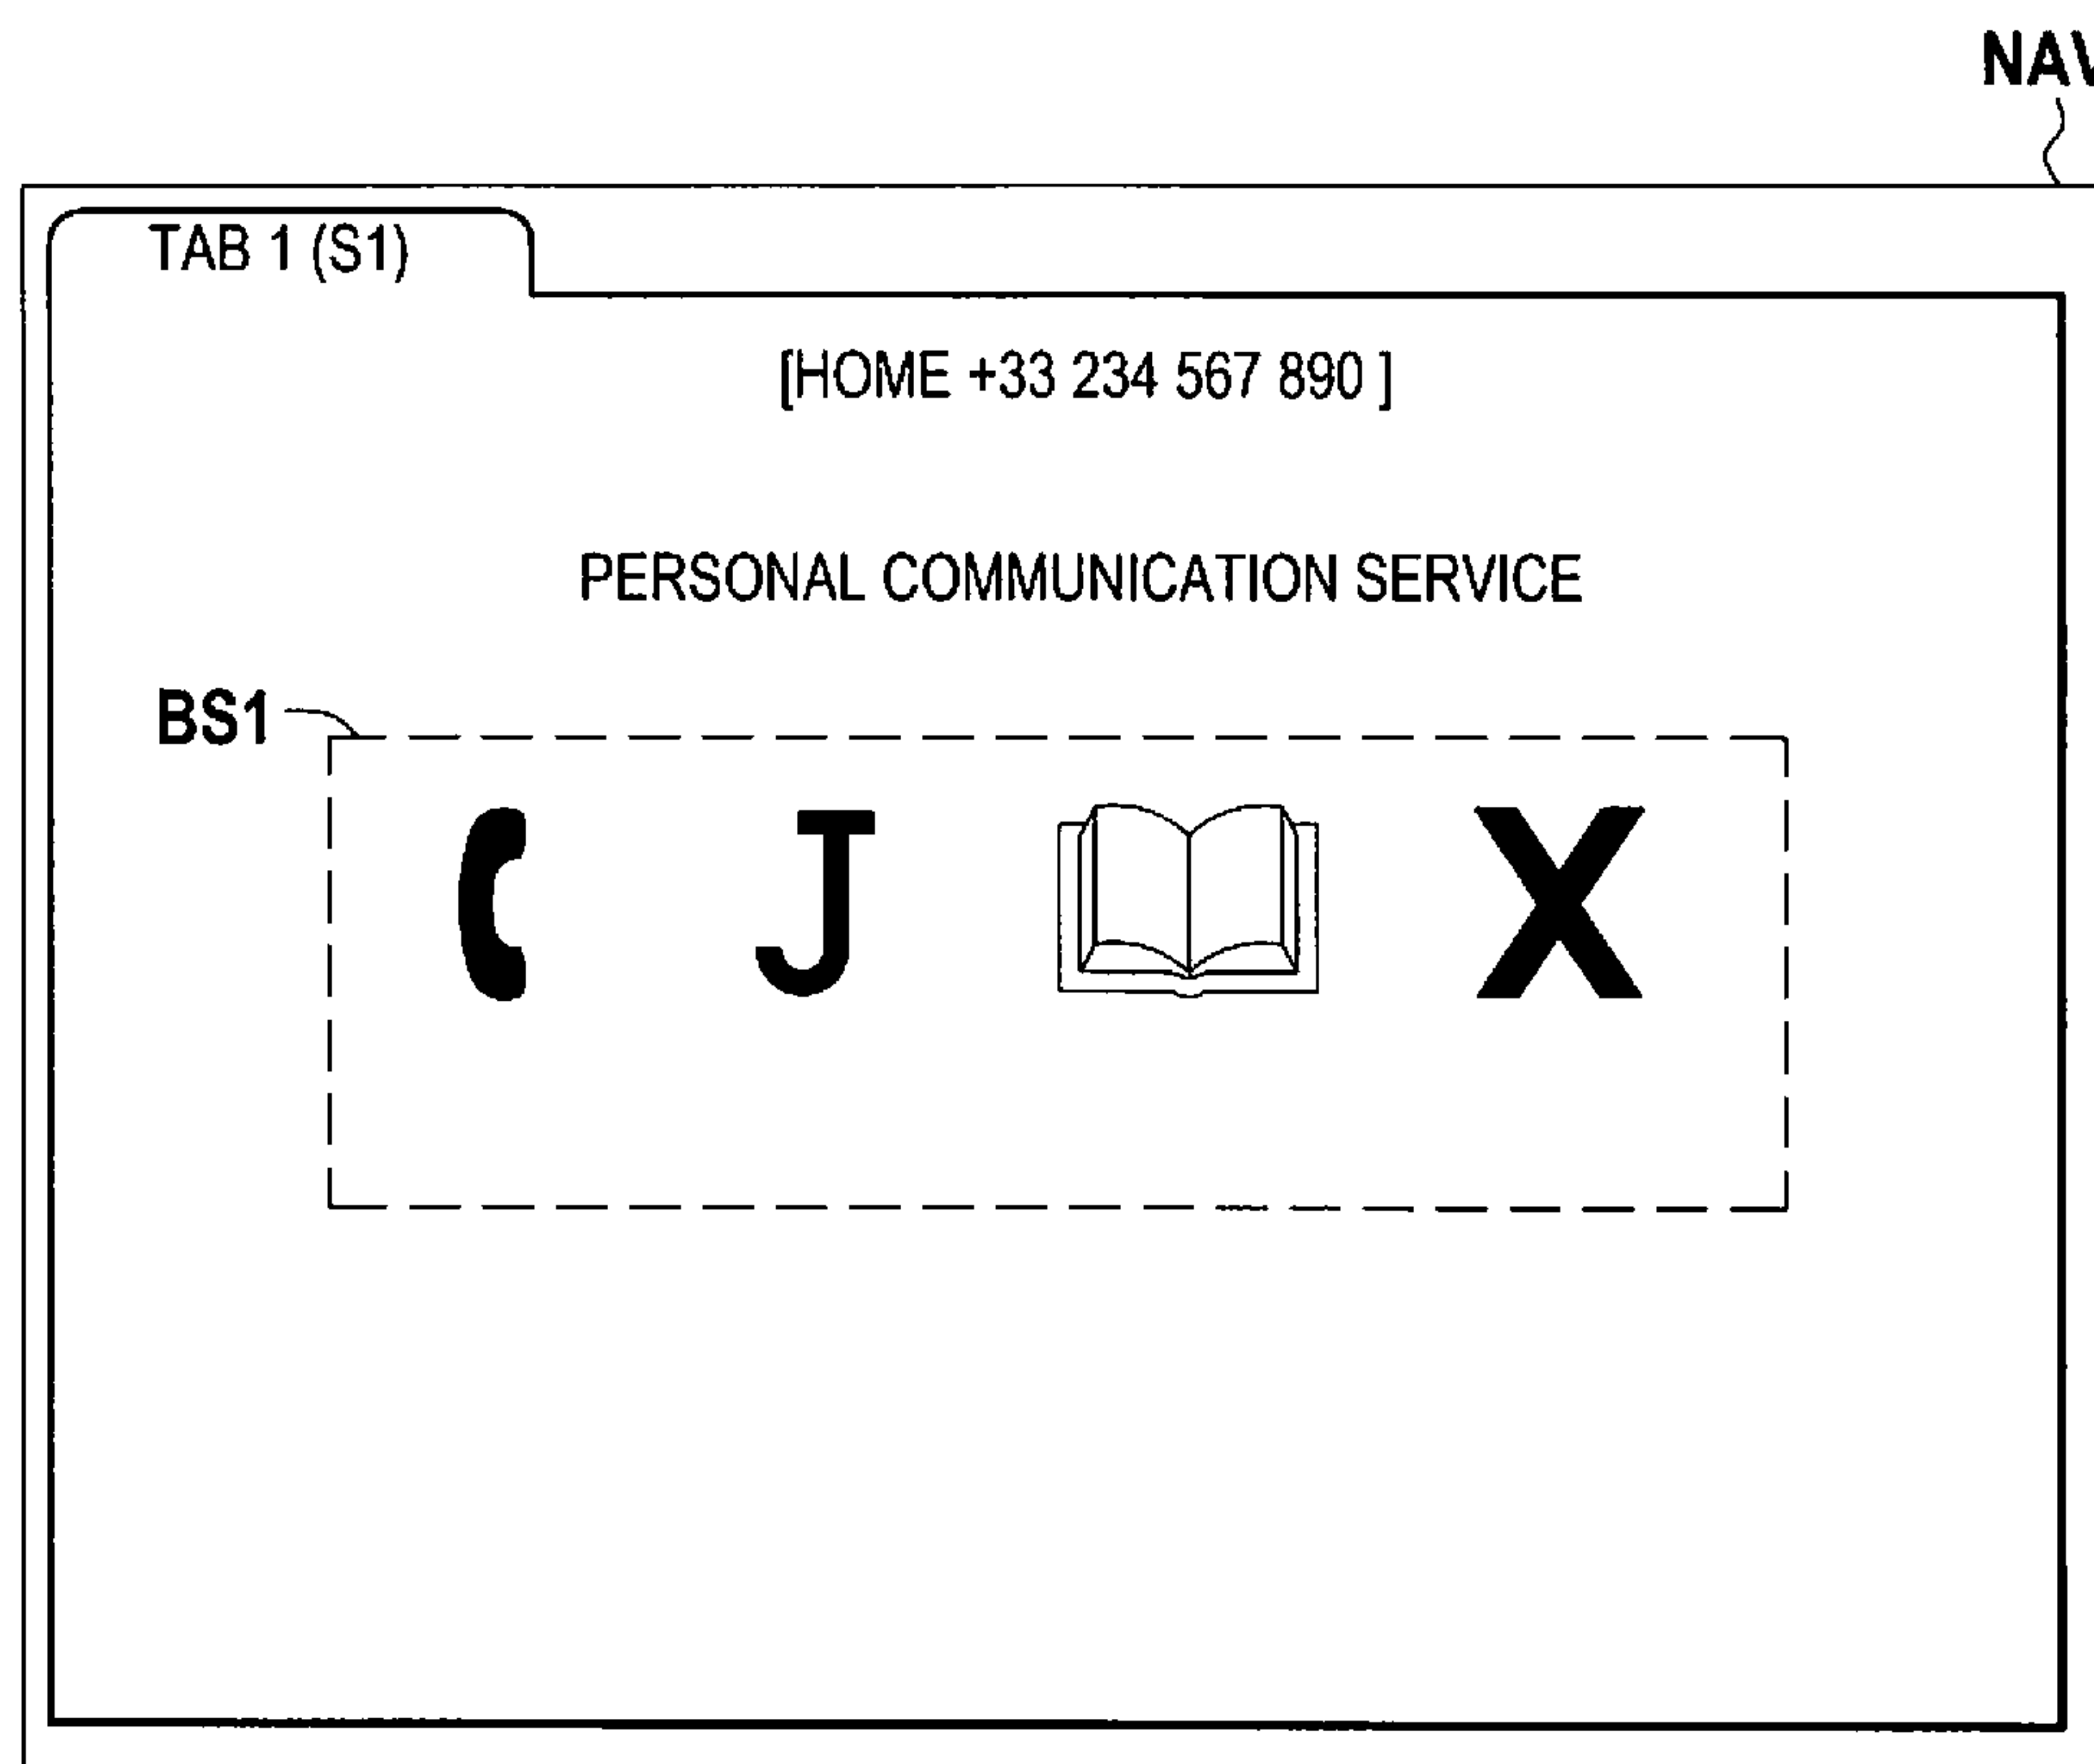 NAV
TAB 1 (S1)
[HOME +33 234 567 890 ]
PERSONAL COMMUNICATION SERVICE
BS1
J X